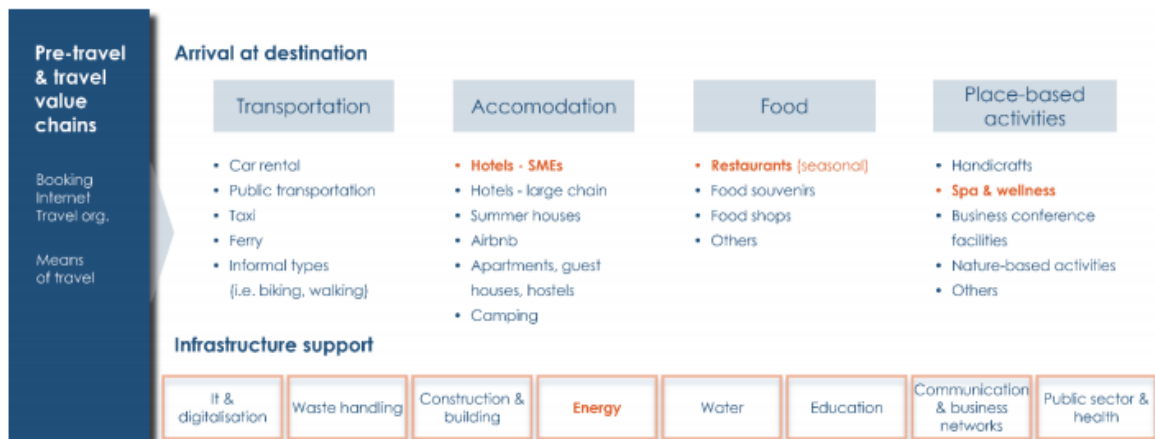 Pre-travel
& travel
value
chains
Booking
Internet
Travel org.
Means
of travel
Arrival at destination
Transportation
• Car rental
• Public transportation
• Taxi
• Ferry
• Informal types
(i.e. biking, walking)
Accomodation
• Hotels - SMEs
• Hotels - large chain
• Summer houses
• Airbnb
• Apartments, guest
houses, hostels
• Camping
Food
• Restaurants (seasonal)
• Food souvenirs
• Food shops
• Others
Place-based
activities
• Handicrafts
• Spa & wellness
• Business conference
facilities
• Nature-based activities
• Others
Infrastructure support
It &
digitalisation
Waste handling
Construction &
building
Energy
Water
Education
Communication
& business
networks
Public sector &
health